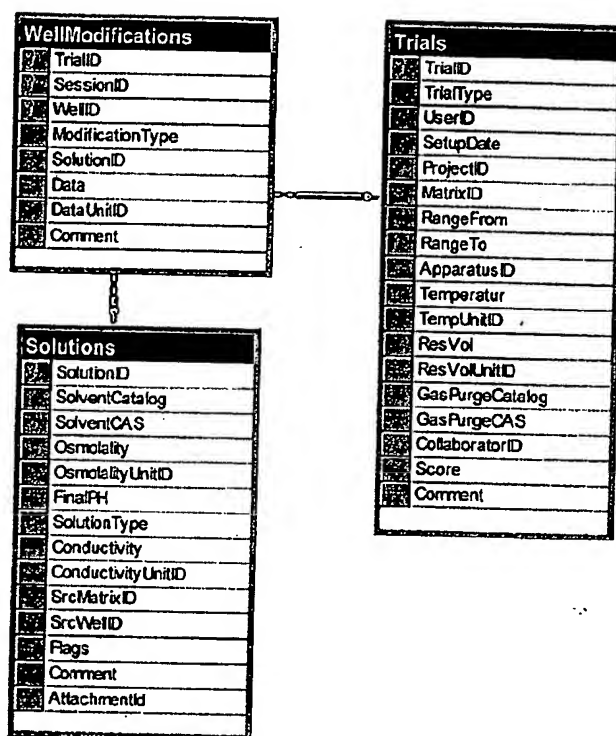 WellModifications
TrialID
SessionID
WellID
ModificationType
SolutionID
Data
DataUnitID
Comment
Trials
TrialID
TrialType
UserID
SetupDate
ProjectID
MatrixID
RangeFrom
RangeTo
ApparatusID
Temperatur
TempUnitID
ResVol
ResVolUnitID
GasPurgeCatalog
GasPurgeCAS
CollaboratorID
Score
Comment
Solutions
SolutionID
SolventCatalog
SolventCAS
Osmolality
OsmolalityUnitID
FinalPH
SolutionType
Conductivity
ConductivityUnitID
SrcMatrixID
SrcWellID
Flags
Comment
AttachmentId